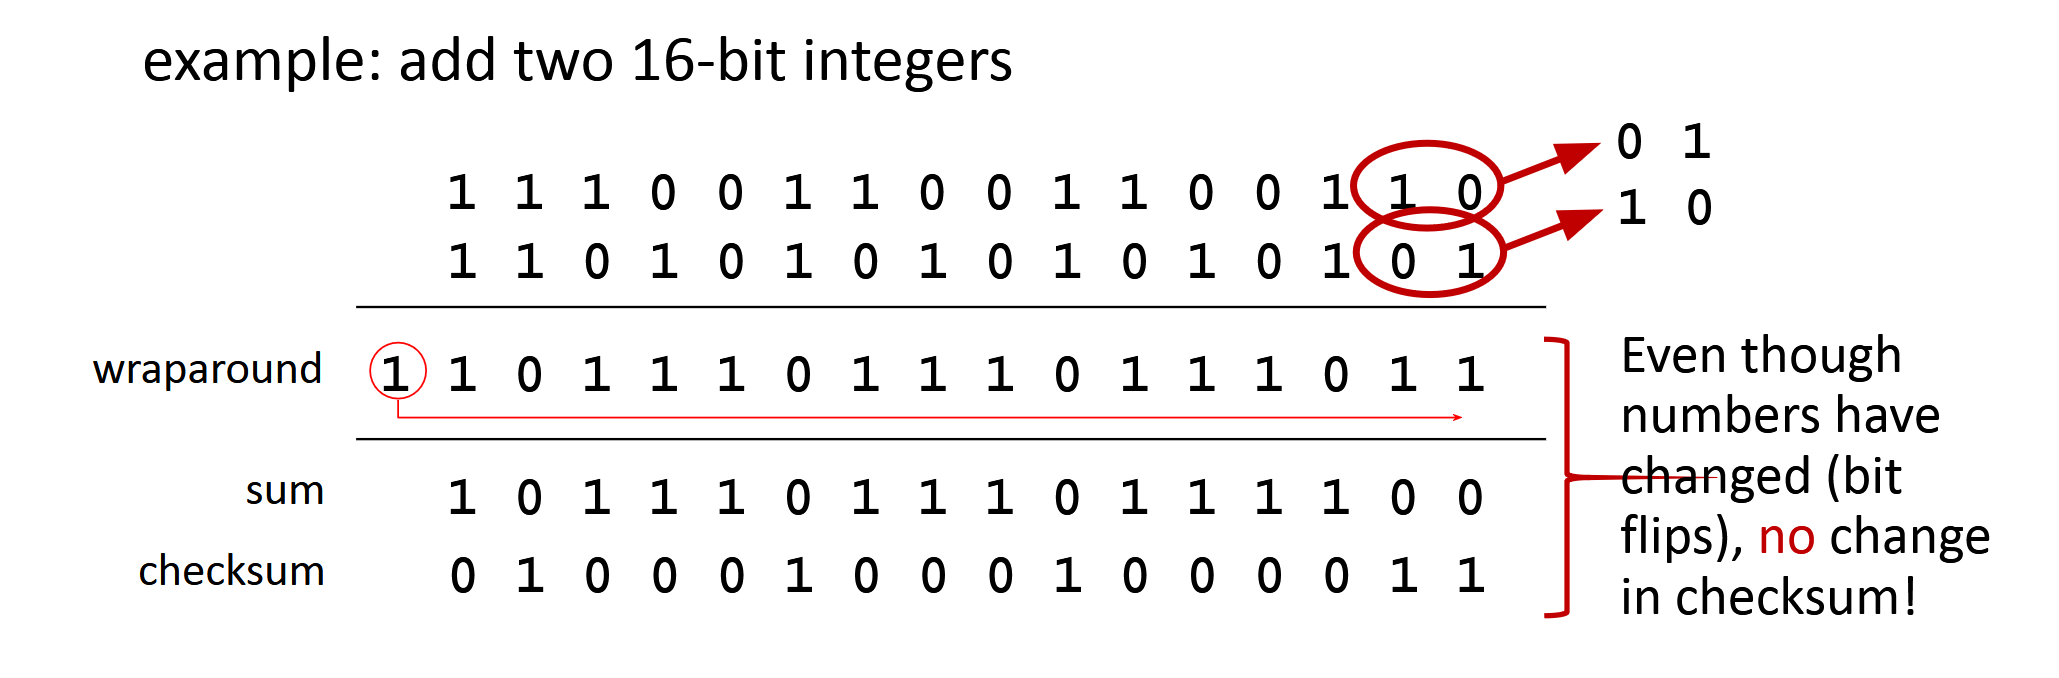 example: add two 16-bit integers
0 1
1 1 1 0 0 1 1 0 0 1 1 0 0 1 1 0
1 0
1 1 0 1 0 1 0 1 0 1 0 1 0 1 0 1
wraparound 1 1 0 1 1 1 0 1 1 1 0 1 1 1 0 1 1
sum 1 0 1 1 1 0 1 1 1 0 1 1 1 1 0 0
checksum 0 1 0 0 0 1 0 0 0 1 0 0 0 0 1 1
Even though
numbers have
changed (bit
flips), no change
in checksum!